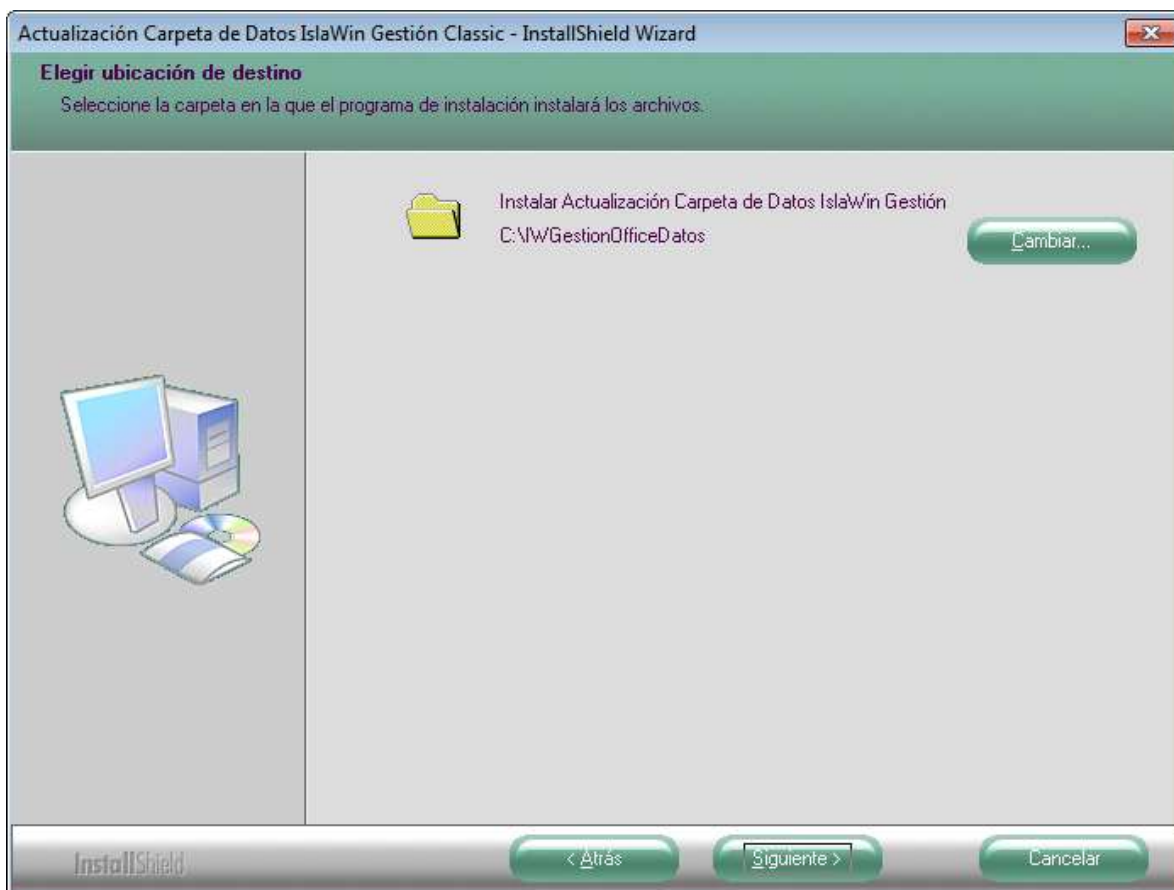 Actualización Carpeta de Datos IslaWin Gestión Classic - InstallShield Wizard
Elegir ubicación de destino
Seleccione la carpeta en la que el programa de instalación instalará los archivos.
Instalar Actualización Carpeta de Datos IslaWin Gestión
C:\IWGestionOfficeDatos
Cambiar...
InstallShield
< Atrás
Siguiente >
Cancelar